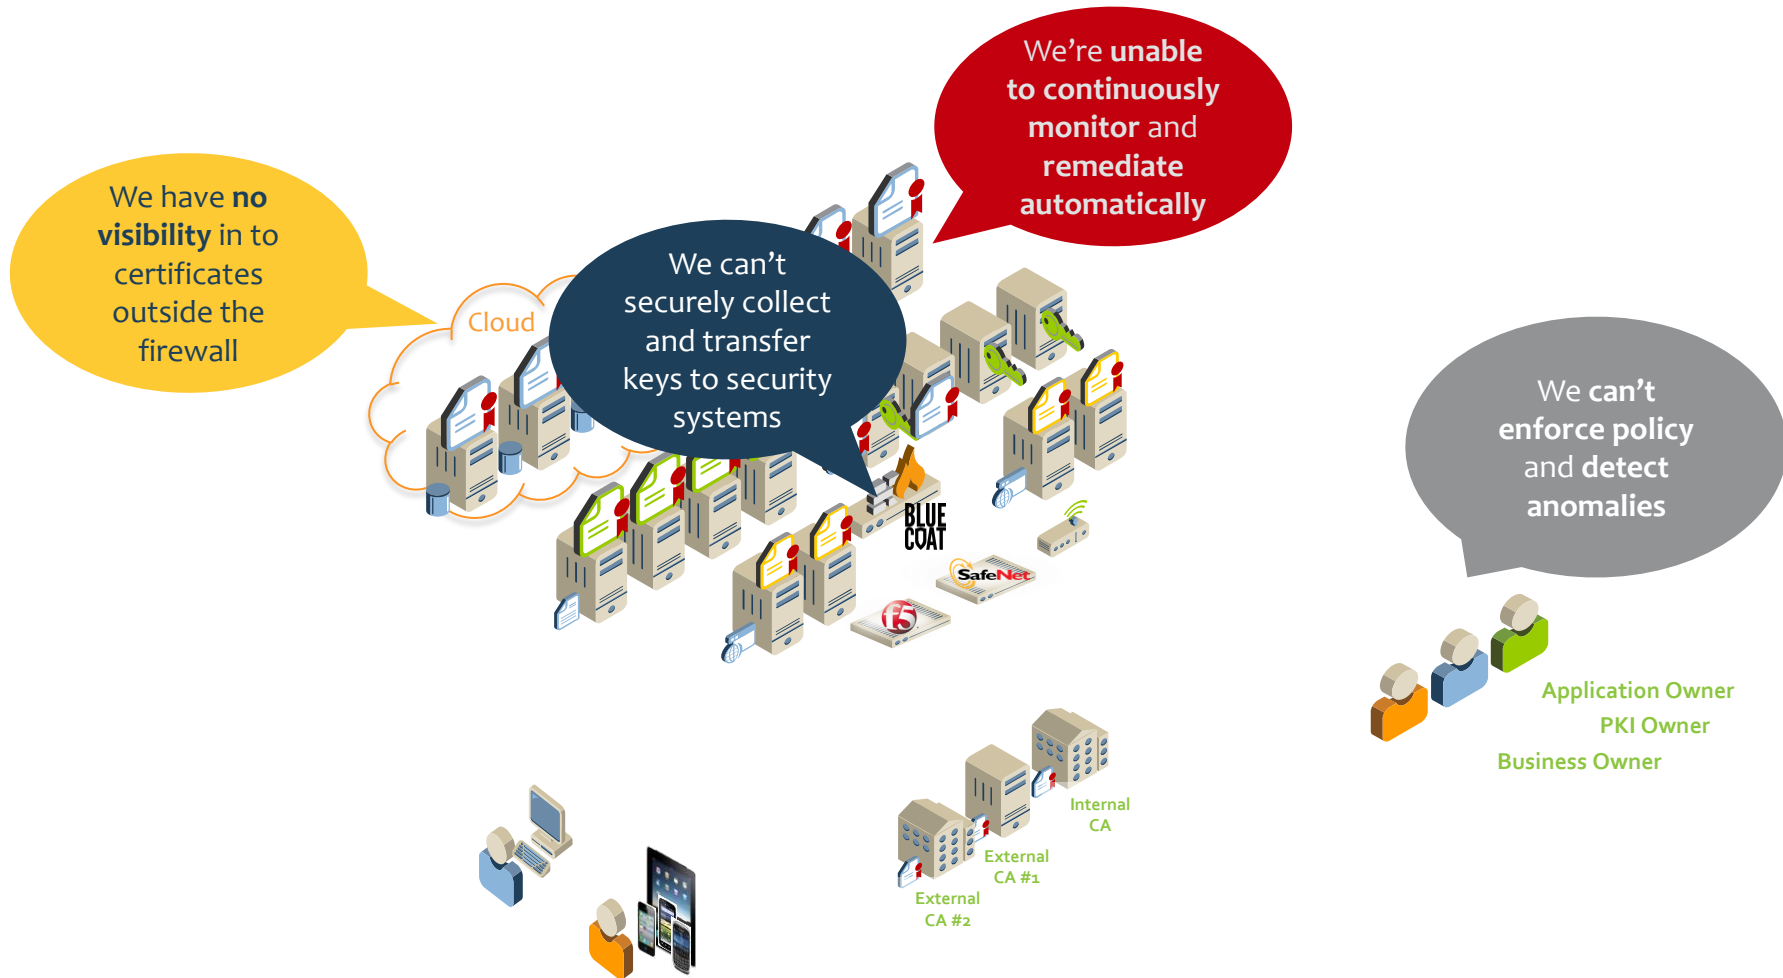 We're unable
to continuously
monitor and
remediate
automatically
We have no
visibility in to
certificates
outside the
firewall
We can't
securely collect
and transfer
keys to security
systems
Cloud
We can't
enforce policy
and detect
anomalies
BLUE
COAT
SafeNet
f5
Application Owner
PKI Owner
Business Owner
Internal
CA
External
CA #1
External
CA #2